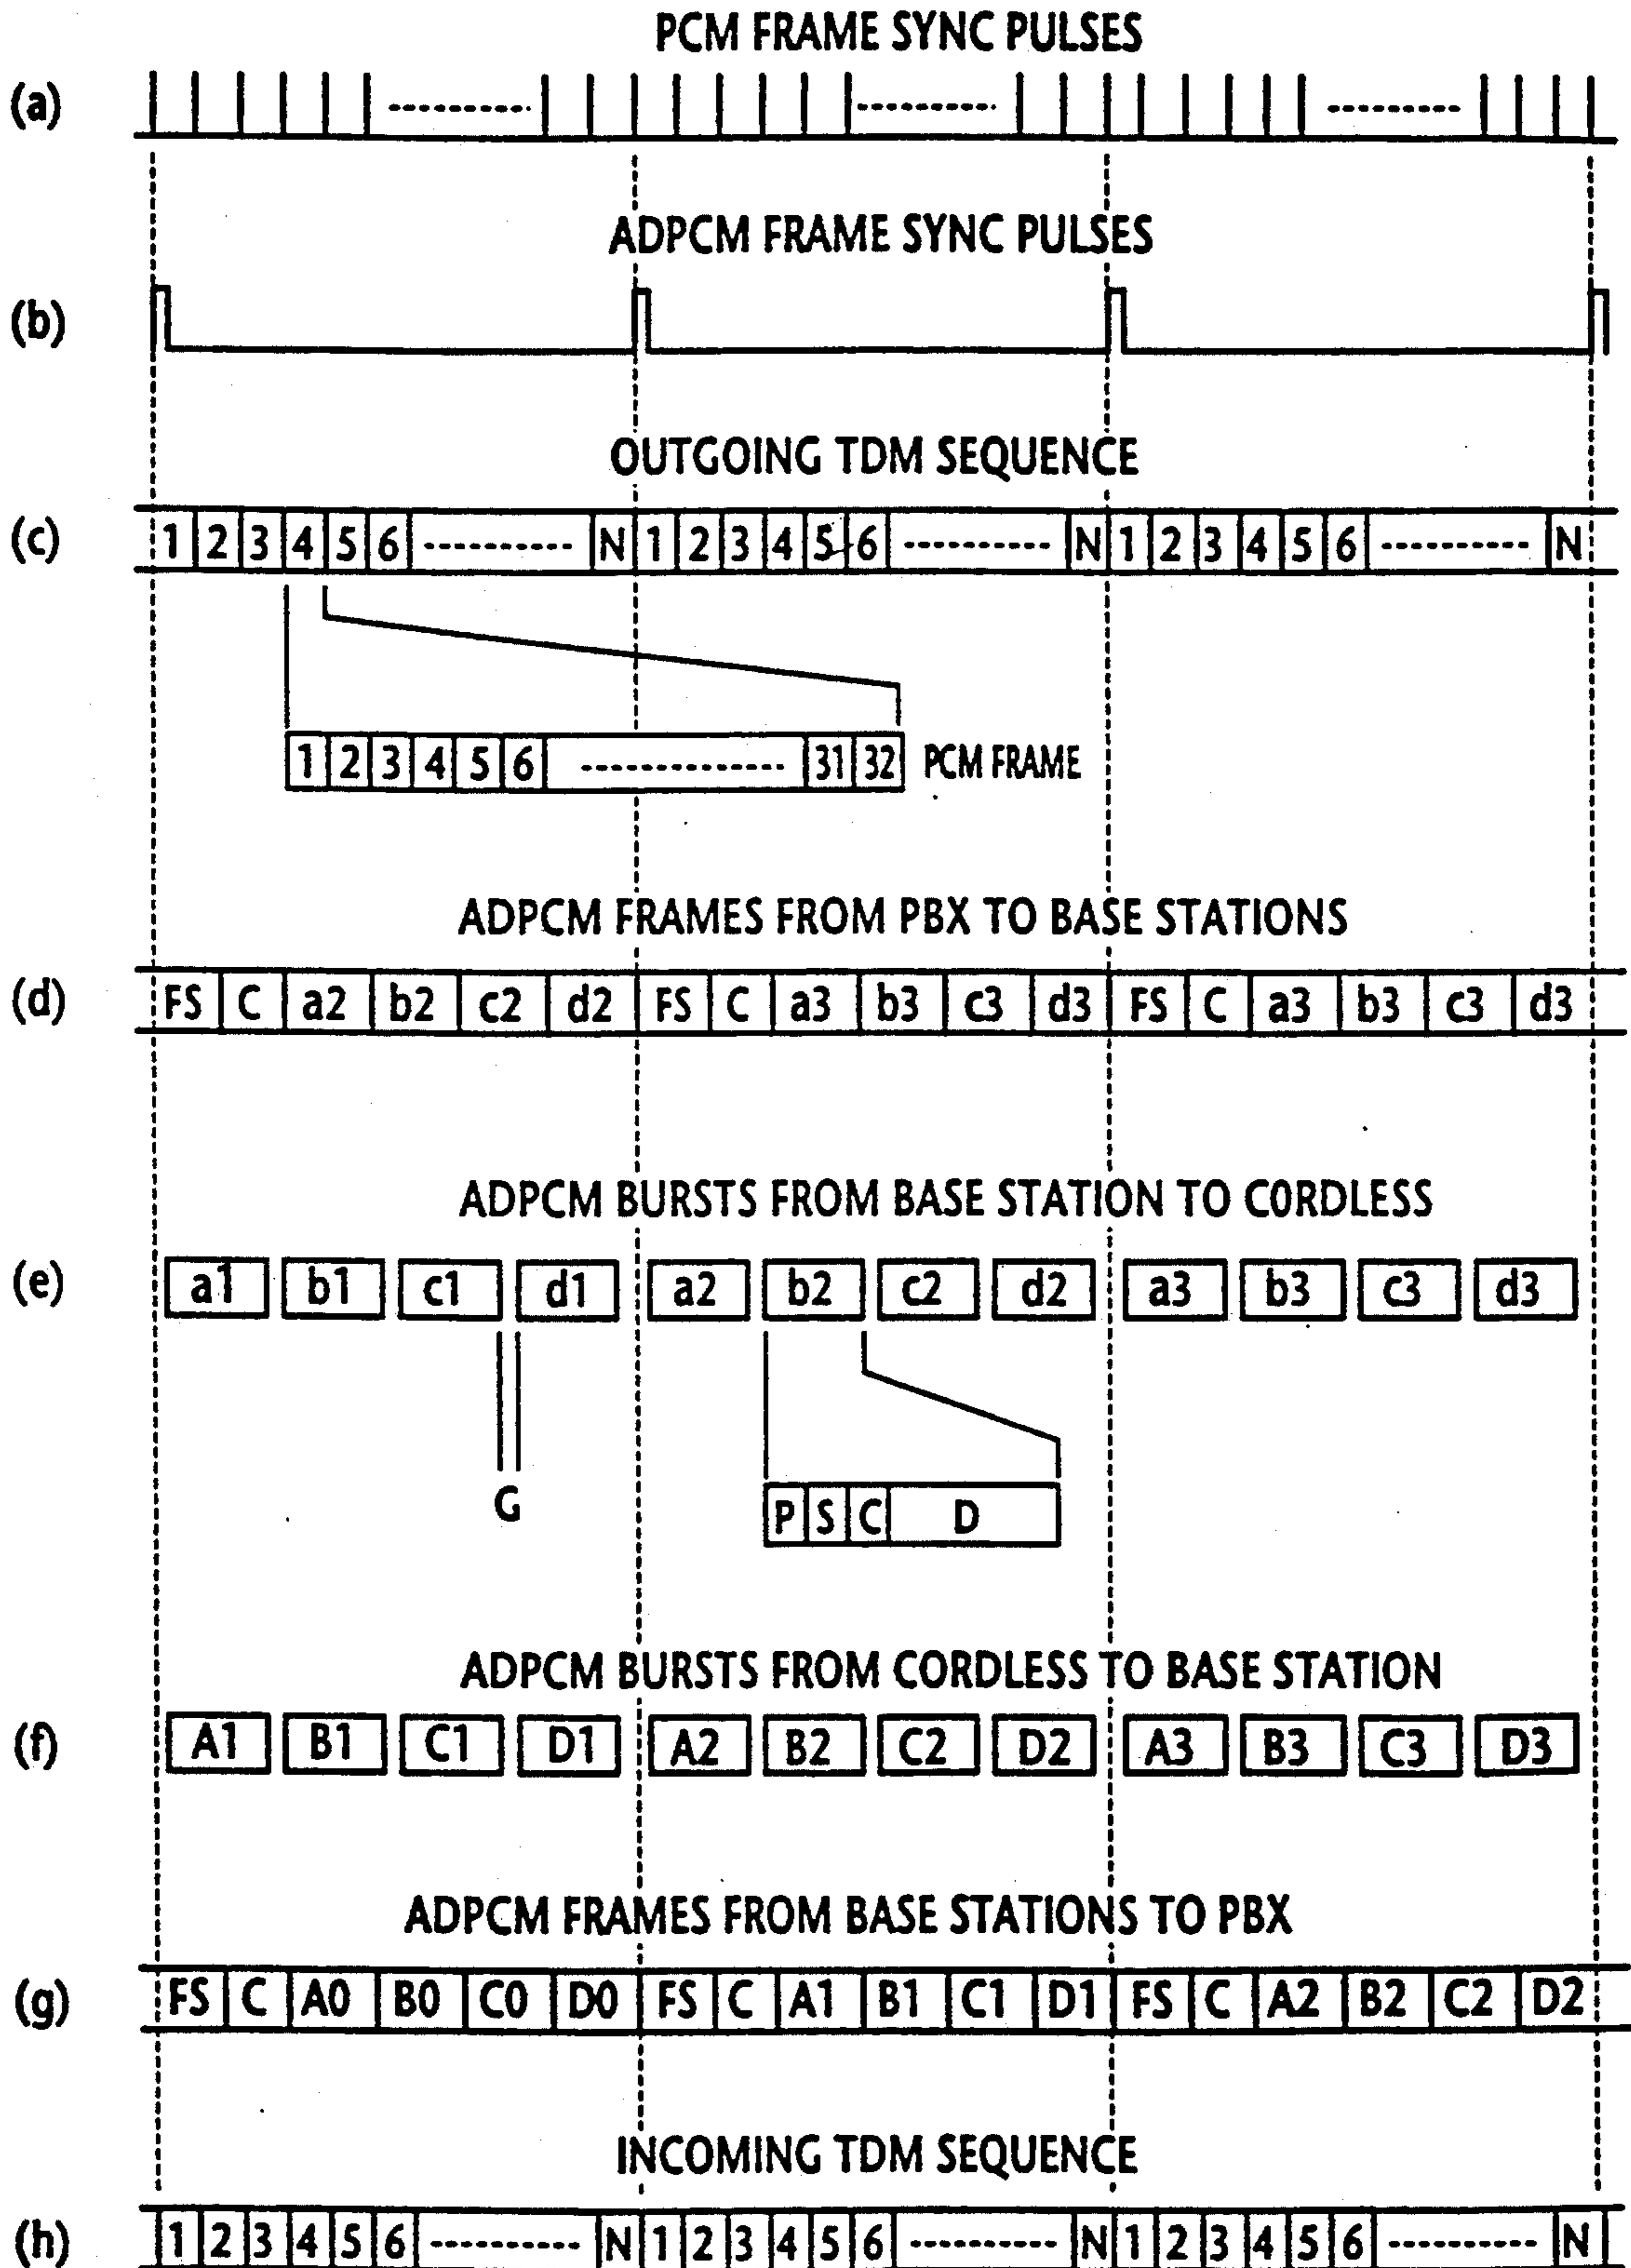 PCM FRAME SYNC PULSES
(a)
ADPCM FRAME SYNC PULSES
(b)
OUTGOING TDM SEQUENCE
(c) 1 2 3 4 5 6 N 1 2 3 4 5 6 N 1 2 3 4 5 6 N
1 2 3 4 5 6 31 32 PCM FRAME
ADPCM FRAMES FROM PBX TO BASE STATIONS
(d) FS C a2 b2 c2 d2 FS C a3 b3 c3 d3 FS C a3 b3 c3 d3
ADPCM BURSTS FROM BASE STATION TO CORDLESS
(e) a1 b1 c1 d1 a2 b2 c2 d2 a3 b3 c3 d3
G
P S C D
ADPCM BURSTS FROM CORDLESS TO BASE STATION
(f) A1 B1 C1 D1 A2 B2 C2 D2 A3 B3 C3 D3
ADPCM FRAMES FROM BASE STATIONS TO PBX
(g) FS C A0 B0 C0 D0 FS C A1 B1 C1 D1 FS C A2 B2 C2 D2
INCOMING TDM SEQUENCE
(h) 1 2 3 4 5 6 N 1 2 3 4 5 6 N 1 2 3 4 5 6 N